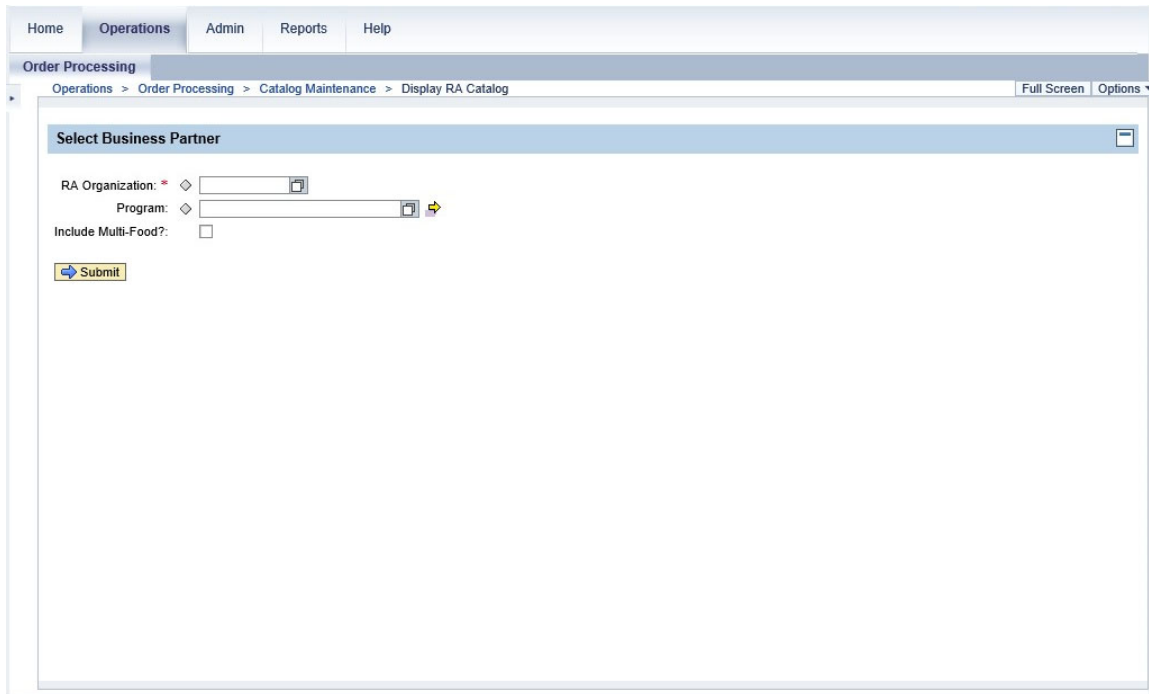 Home Operations Admin Reports Help
Order Processing
Operations > Order Processing > Catalog Maintenance > Display RA Catalog Full Screen Options
Select Business Partner
RA Organization: *
Program:
Include Multi-Food?:
Submit